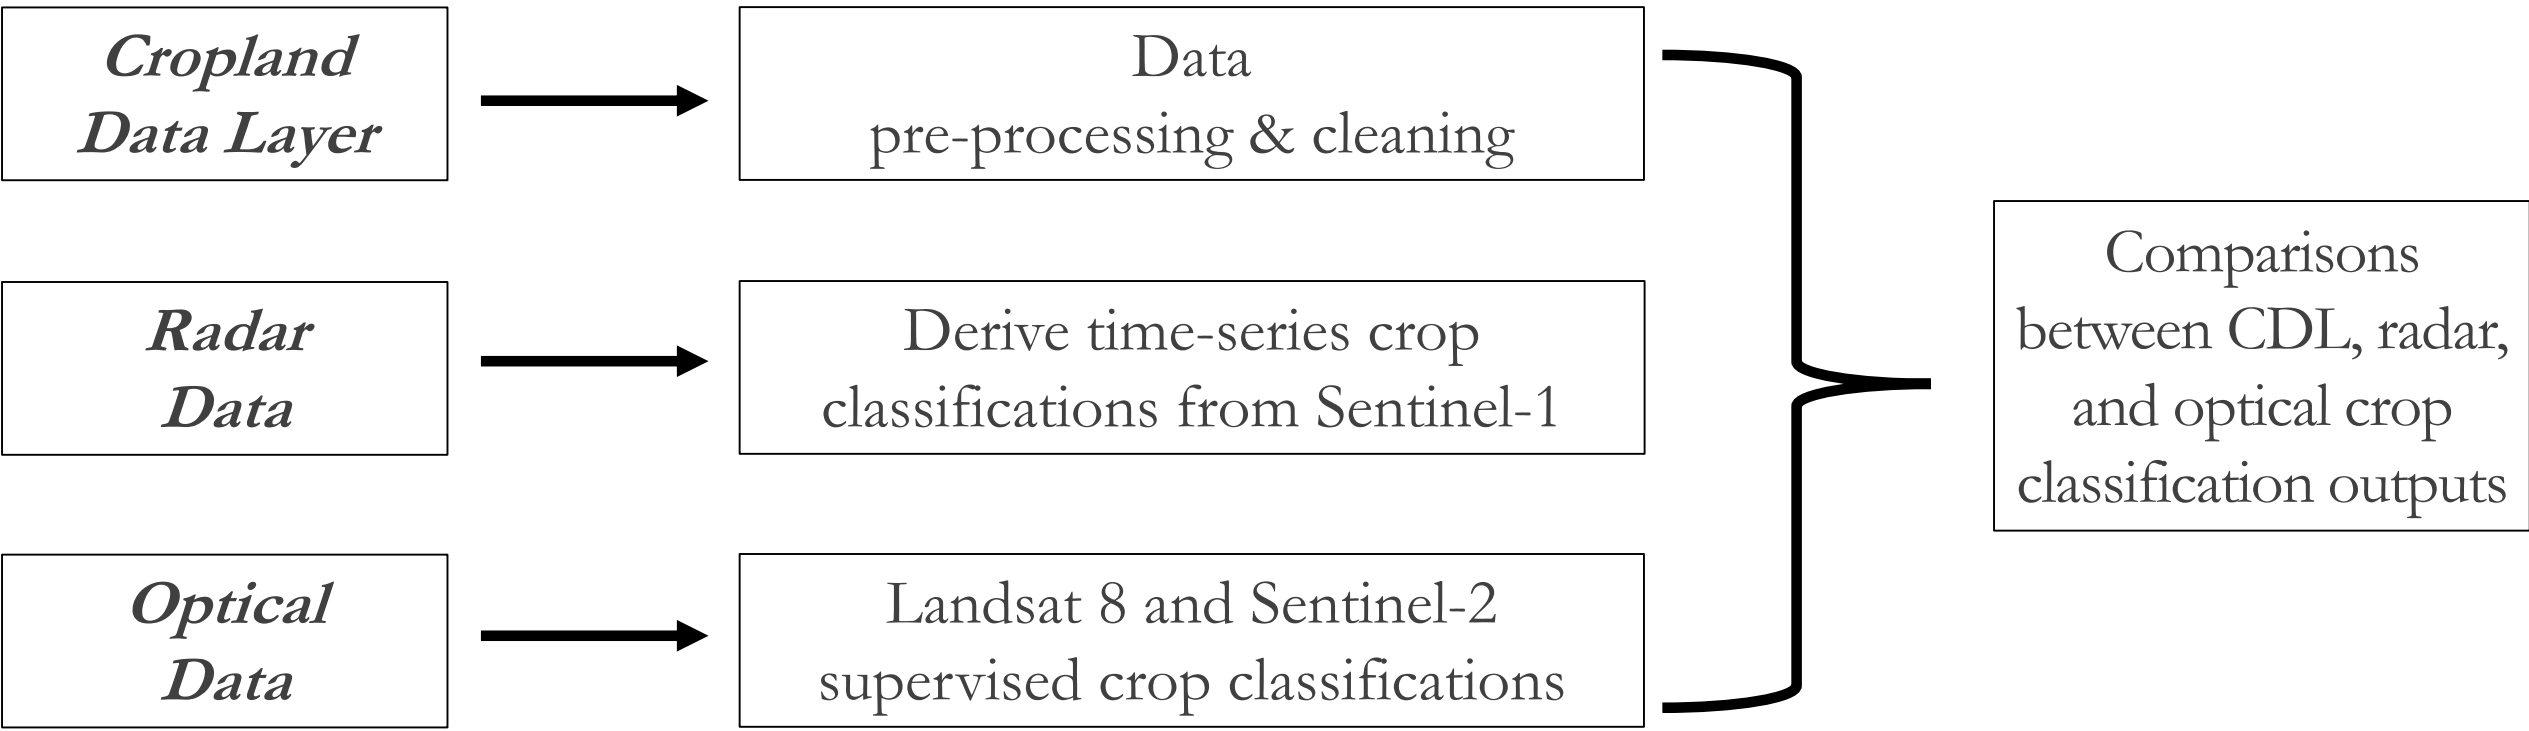 Cropland
Data Layer
Data
pre-processing & cleaning
Radar
Data
Derive time-series crop
classifications from Sentinel-1
Optical
Data
Landsat 8 and Sentinel-2
supervised crop classifications
Comparisons
between CDL, radar,
and optical crop
classification outputs